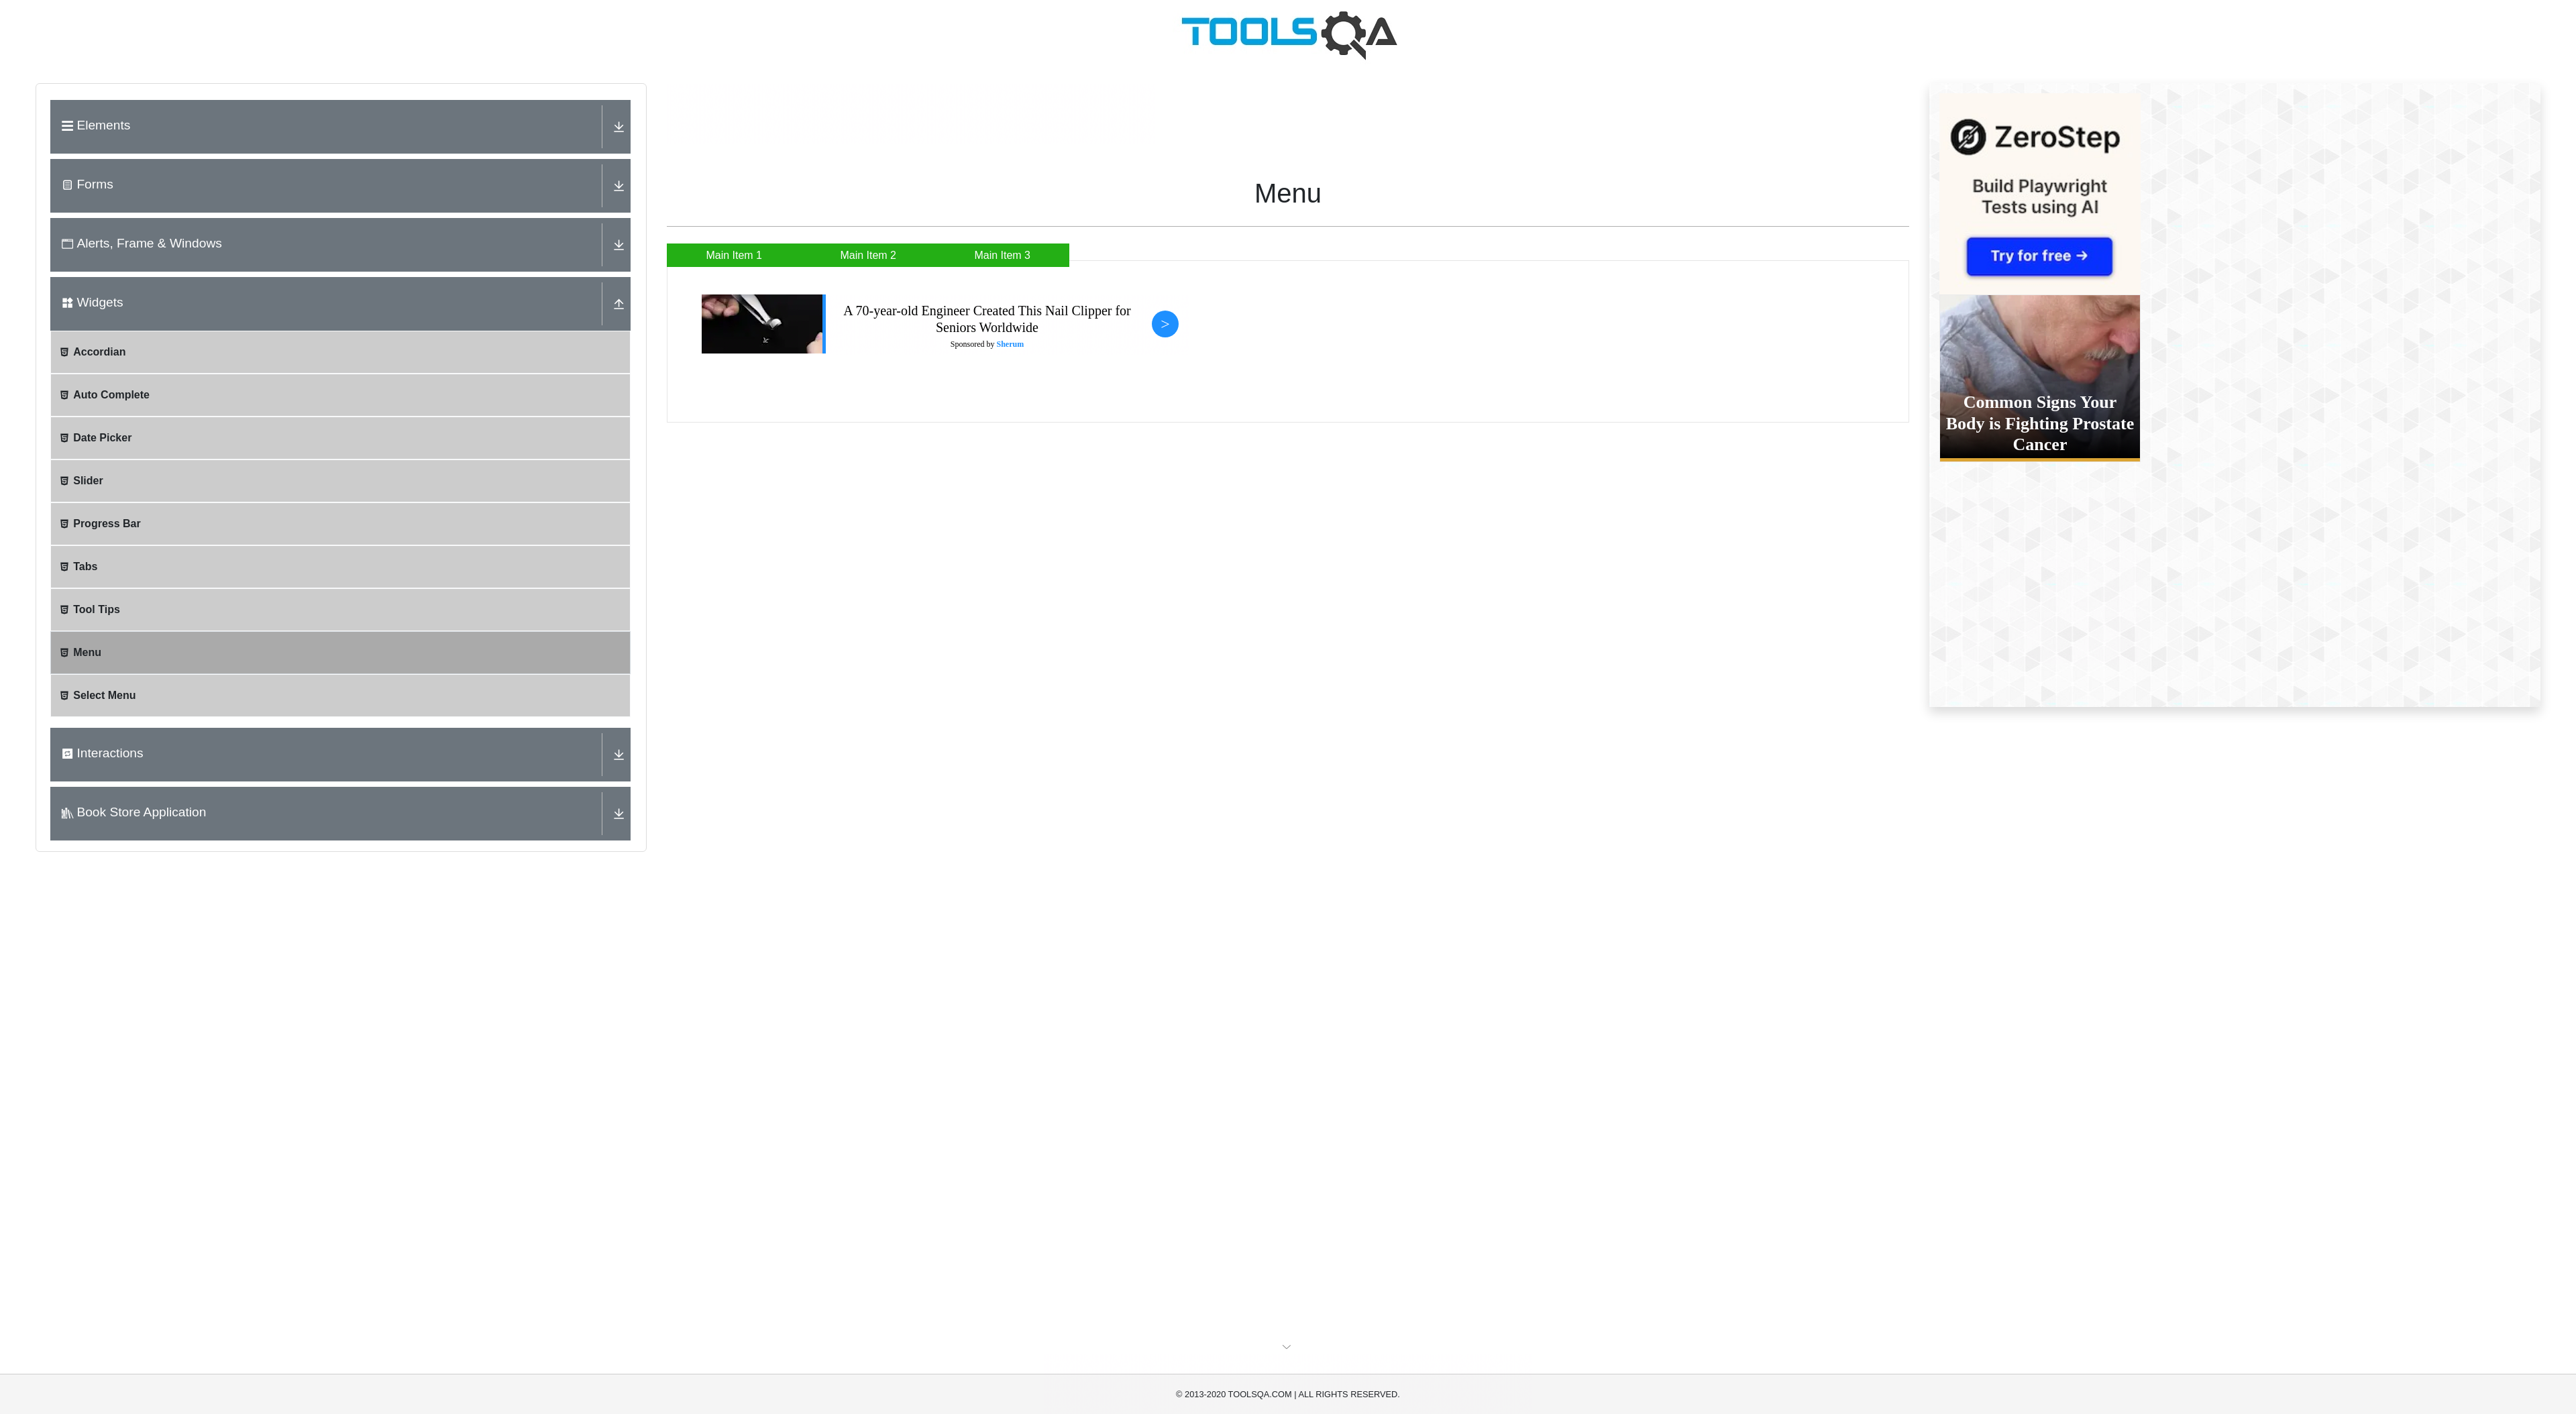 TOOLSQA
Elements
Forms
Alerts, Frame & Windows
Widgets
Accordian
Auto Complete
Date Picker
Slider
Progress Bar
Tabs
Tool Tips
Menu
Select Menu
Interactions
Book Store Application
Menu
Main Item 1
Main Item 2
Main Item 3
A 70-year-old Engineer Created This Nail Clipper for
Seniors Worldwide
Sponsored by Sherum
>
ZeroStep
Build Playwright
Tests using AI
Try for free →
Common Signs Your
Body is Fighting Prostate
Cancer
© 2013-2020 TOOLSQA.COM | ALL RIGHTS RESERVED.